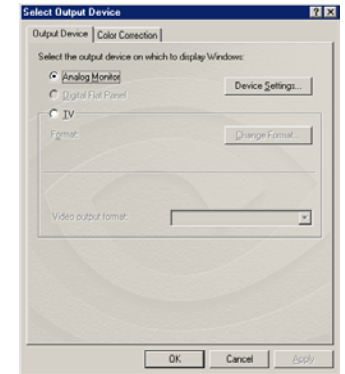 Select Output Device
Output Device Color Correction
Select the output device on which to display Windows:
Analog Monitor
Device Settings...
Digital Flat Panel
TV
Format:
Change Format...
Video output format:
OK Cancel Apply